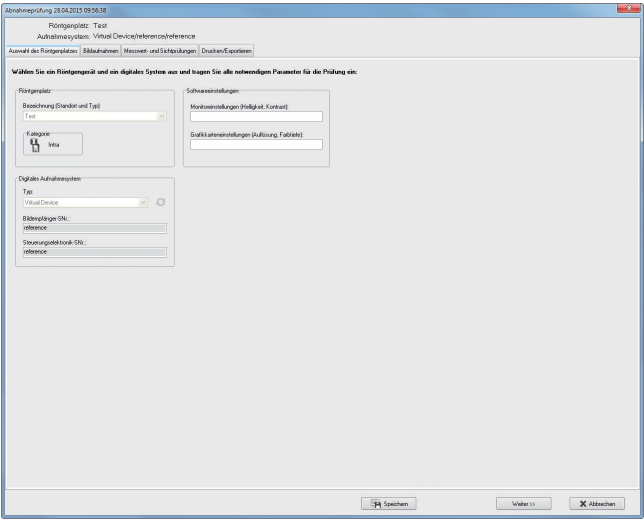 Abnahmeprüfung 28.04.2015 09:56:38
Röntgenplatz: Test
Aufnahmesystem: Virtual Device/reference/reference
Auswahl des Röntgenplatzes Bildaufnahmen Messwert- und Sichtprüfungen Drucken/Exportieren
Wählen Sie ein Röntgengerät und ein digitales System aus und tragen Sie alle notwendigen Parameter für die Prüfung ein:
Röntgenplatz
Bezeichnung (Standort und Typ):
Test
Kategorie
Intra
Softwareeinstellungen
Monitoreinstellungen (Helligkeit, Kontrast):
Grafikkarteneinstellungen (Auflösung, Farbtiefe):
Digitales Aufnahmesystem
Typ:
Virtual Device
Bildempfänger-SNr.:
reference
Steuerungselektronik-SNr.:
reference
Speichern Weiter >> Abbrechen